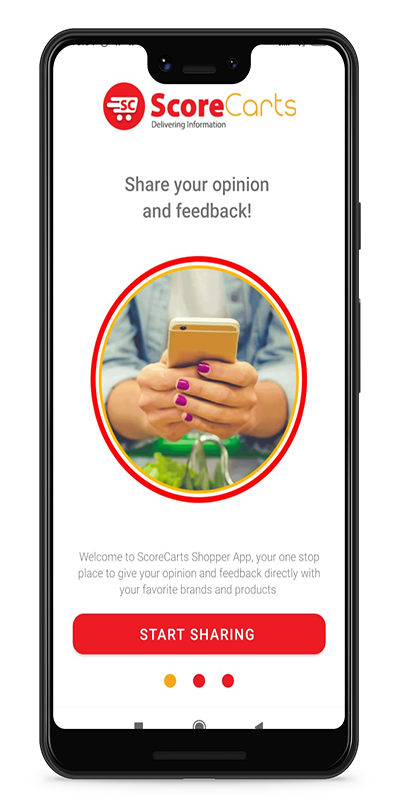 SC ScoreCarts
Delivering Information
Share your opinion
and feedback!
Welcome to ScoreCarts Shopper App, your one stop
place to give your opinion and feedback directly with
your favorite brands and products
START SHARING